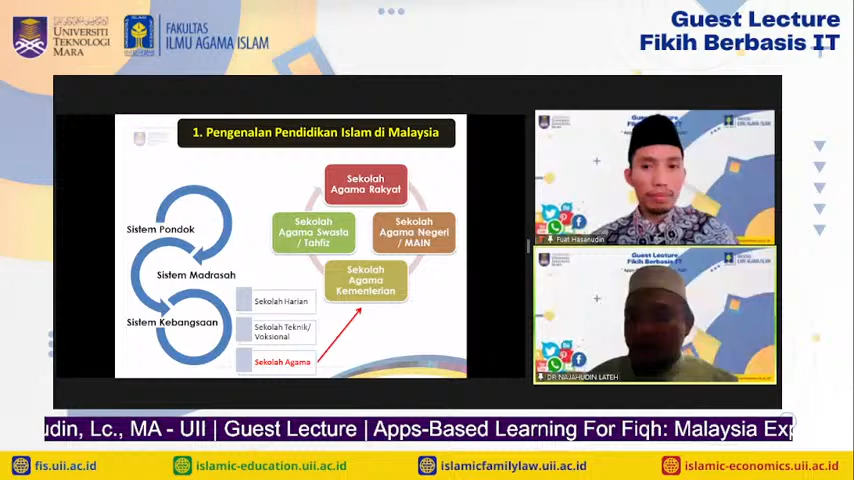 UNIVERSITI
TEKNOLOGI
MARA
FAKULTAS
ILMU AGAMA ISLAM
Guest Lecture
Fikih Berbasis IT
1. Pengenalan Pendidikan Islam di Malaysia
Sistem Pondok
Sistem Madrasah
Sistem Kebangsaan
Sekolah Harian
Sekolah Teknik/
Voksional
Sekolah Agama
Sekolah
Agama Rakyat
Sekolah
Agama Swasta
/ Tahfiz
Sekolah
Agama Negeri
/ MAIN
Sekolah
Agama
Kementerian
Guest Lecture
Fikih Berbasis IT
Fuat Hasanudin
Guest Lecture
Fikih Berbasis IT
DR NAJAHUDIN LATEH
udin, Lc., MA - UII | Guest Lecture | Apps-Based Learning For Fiqh: Malaysia Exp
fis.uii.ac.id
islamic-education.uii.ac.id
islamicfamilylaw.uii.ac.id
islamic-economics.uii.ac.id